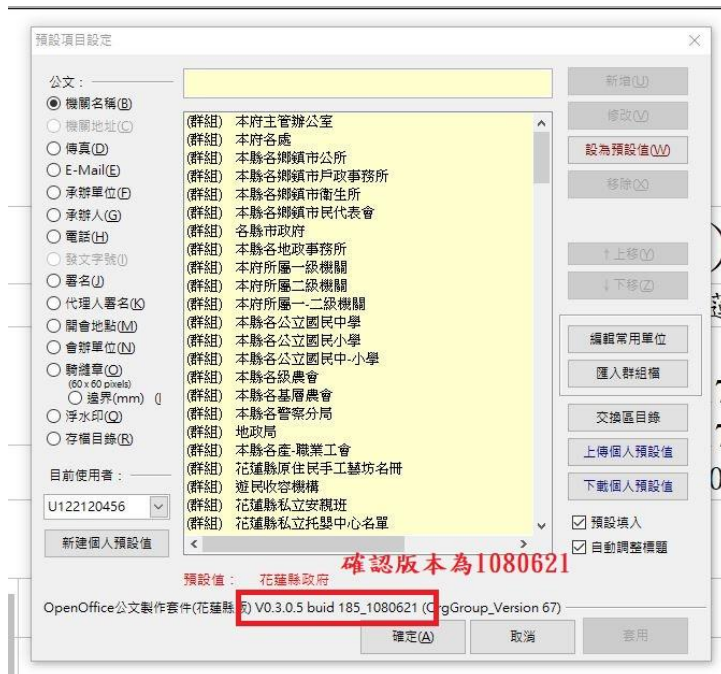 預設項目設定
公文：
機關名稱(B)
機關地址(C)
傳真(D)
E-Mail(E)
承辦單位(F)
承辦人(G)
電話(H)
發文字號(I)
署名(J)
代理人署名(K)
開會地點(M)
會辦單位(N)
騎縫章(O)
(60 x 60 pixels)
邊界(mm)
浮水印(Q)
存檔目錄(R)
目前使用者：
U122120456
新建個人預設值
(群組) 本府主管辦公室
(群組) 本府各處
(群組) 本縣各鄉鎮市公所
(群組) 本縣各鄉鎮市戶政事務所
(群組) 本縣各鄉鎮市衛生所
(群組) 本縣各鄉鎮市民代表會
(群組) 各縣市政府
(群組) 本縣各地政事務所
(群組) 本府所屬一級機關
(群組) 本府所屬二級機關
(群組) 本府所屬一-二級機關
(群組) 本縣各公立國民中學
(群組) 本縣各公立國民小學
(群組) 本縣各公立國民中-小學
(群組) 本縣各級農會
(群組) 本縣各基層農會
(群組) 本縣各警察分局
(群組) 地政局
(群組) 本縣各產-職業工會
(群組) 花蓮縣原住民手工藝坊名冊
(群組) 遊民收容機構
(群組) 花蓮縣私立安親班
(群組) 花蓮縣私立托嬰中心名單
新增(U)
修改(V)
設為預設值(W)
移除(X)
↑上移(Y)
↓下移(Z)
編輯常用單位
匯入群組檔
交換區目錄
上傳個人預設值
下載個人預設值
預設填入
自動調整標題
確認版本為1080621
預設值： 花蓮縣政府
OpenOffice公文製作套件(花蓮縣版) V0.3.0.5 buid 185_1080621 (OrgGroup_Version 67)
確定(A)
取消
套用